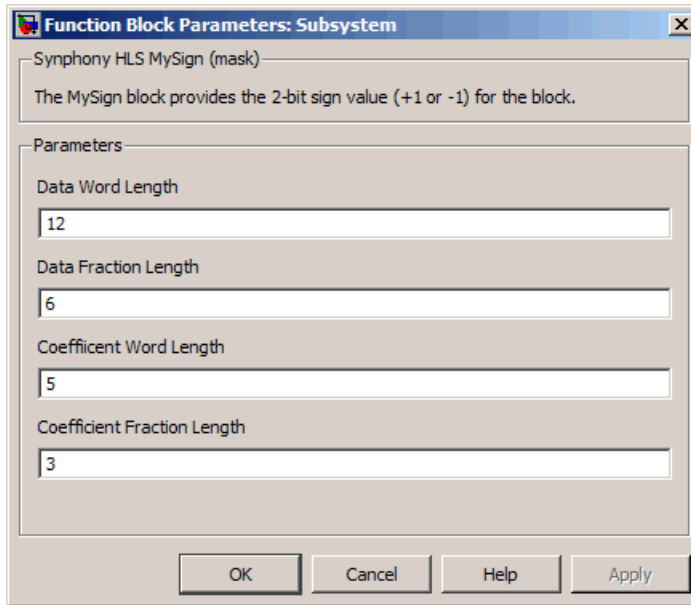 Function Block Parameters: Subsystem
Synphony HLS MySign (mask)
The MySign block provides the 2-bit sign value (+1 or -1) for the block.
Parameters
Data Word Length
12
Data Fraction Length
6
Coeffiicent Word Length
5
Coefficient Fraction Length
3
OK Cancel Help Apply